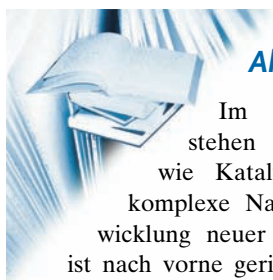 Al
Im
stehen
wie Katal
komplexe Na
wicklung neuer
ist nach vorne geri